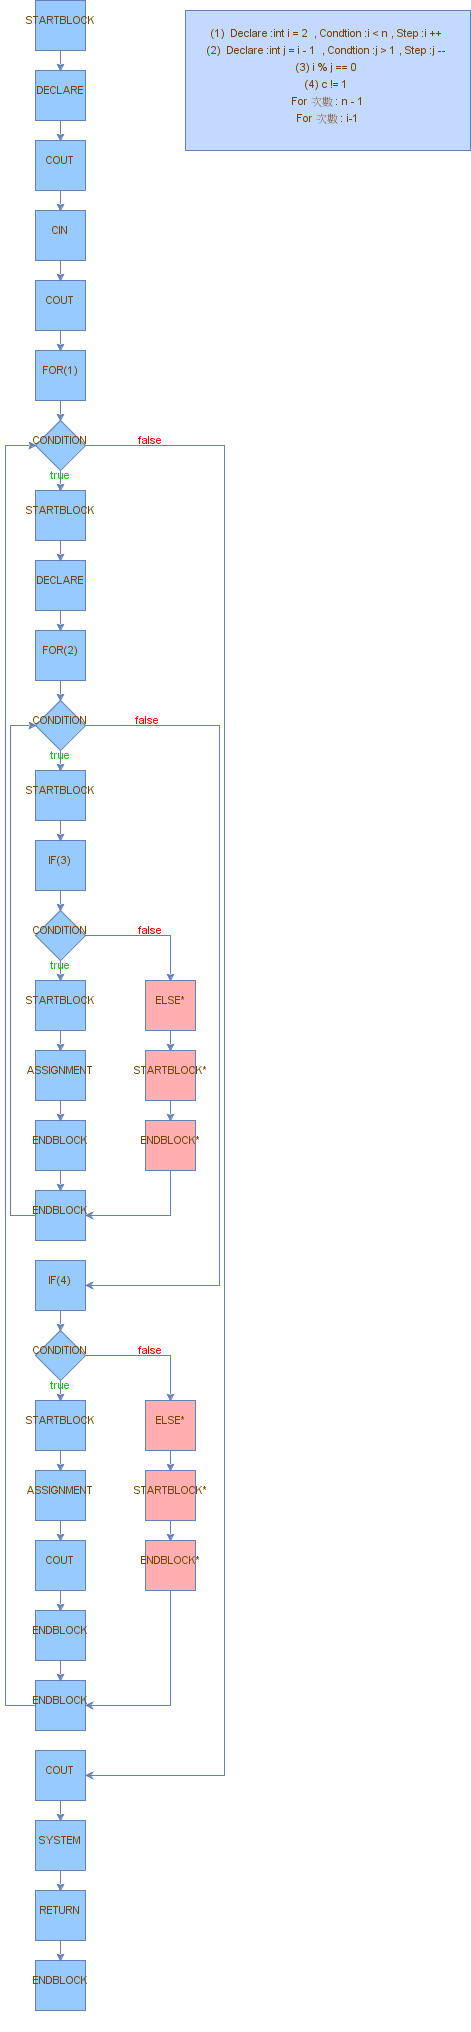 STARTBLOCK
(1)  Declare :int i = 2  , Condtion :i < n , Step :i ++
(2)  Declare :int j = i - 1  , Condtion :j > 1 , Step :j --
(3) i % j == 0
(4) c != 1
For 次數 : n - 1
For 次數 : i-1
DECLARE
COUT
CIN
COUT
FOR(1)
CONDITION
false
true
STARTBLOCK
DECLARE
FOR(2)
CONDITION
false
true
STARTBLOCK
IF(3)
CONDITION
false
true
STARTBLOCK
ELSE*
ASSIGNMENT
STARTBLOCK*
ENDBLOCK
ENDBLOCK*
ENDBLOCK
IF(4)
CONDITION
false
true
STARTBLOCK
ELSE*
ASSIGNMENT
STARTBLOCK*
COUT
ENDBLOCK*
ENDBLOCK
ENDBLOCK
COUT
SYSTEM
RETURN
ENDBLOCK